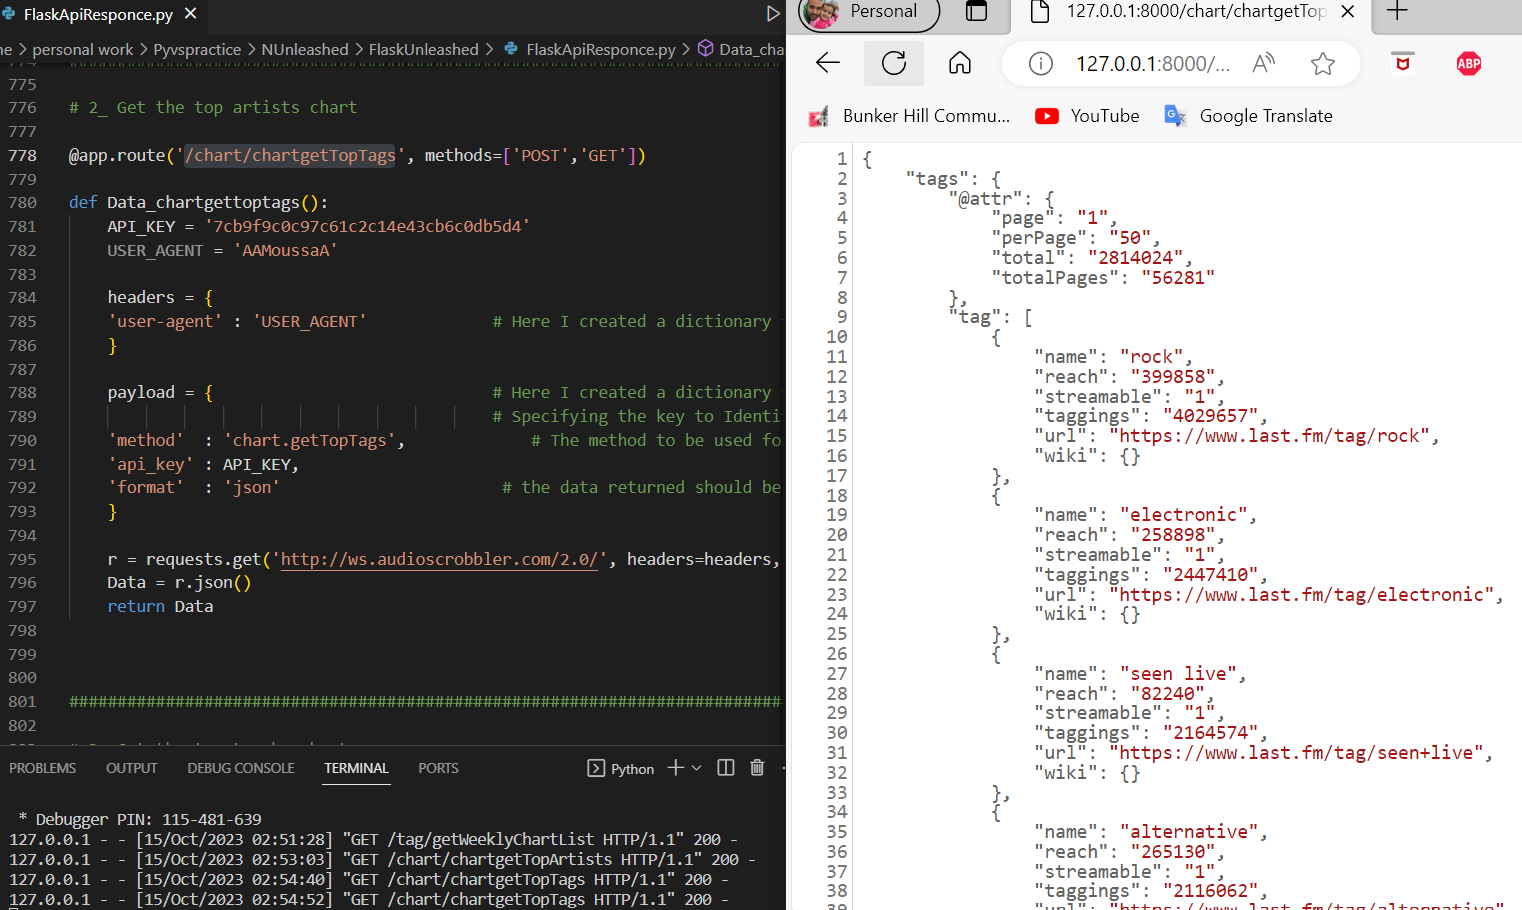 FlaskApiResponce.py
ne > personal work > Pyvspractice > NUnleashed > FlaskUnleashed > FlaskApiResponce.py > Data_cha
775
776 # 2_ Get the top artists chart
777
778 @app.route('/chart/chartgetTopTags', methods=['POST','GET'])
779
780 def Data_chartgettoptags():
781 API_KEY = '7cb9f9c0c97c61c2c14e43cb6c0db5d4'
782 USER_AGENT = 'AAMoussaA'
783
784 headers = {
785 'user-agent' : 'USER_AGENT' # Here I created a dictionary
786 }
787
788 payload = { # Here I created a dictionary
789 # Specifying the key to Identi
790 'method' : 'chart.getTopTags', # The method to be used fo
791 'api_key' : API_KEY,
792 'format' : 'json' # the data returned should be
793 }
794
795 r = requests.get('http://ws.audioscrobbler.com/2.0/', headers=headers,
796 Data = r.json()
797 return Data
798
799
800
801 ##########################################################################
802
PROBLEMS OUTPUT DEBUG CONSOLE TERMINAL PORTS Python
* Debugger PIN: 115-481-639
127.0.0.1 - - [15/Oct/2023 02:51:28] "GET /tag/getWeeklyChartList HTTP/1.1" 200 -
127.0.0.1 - - [15/Oct/2023 02:53:03] "GET /chart/chartgetTopArtists HTTP/1.1" 200 -
127.0.0.1 - - [15/Oct/2023 02:54:40] "GET /chart/chartgetTopTags HTTP/1.1" 200 -
127.0.0.1 - - [15/Oct/2023 02:54:52] "GET /chart/chartgetTopTags HTTP/1.1" 200 -
Personal 127.0.0.1:8000/chart/chartgetTop
127.0.0.1:8000/... A ABP
Bunker Hill Commu... YouTube Google Translate
1 {
2 "tags": {
3 "@attr": {
4 "page": "1",
5 "perPage": "50",
6 "total": "2814024",
7 "totalPages": "56281"
8 },
9 "tag": [
10 {
11 "name": "rock",
12 "reach": "399858",
13 "streamable": "1",
14 "taggings": "4029657",
15 "url": "https://www.last.fm/tag/rock",
16 "wiki": {}
17 },
18 {
19 "name": "electronic",
20 "reach": "258898",
21 "streamable": "1",
22 "taggings": "2447410",
23 "url": "https://www.last.fm/tag/electronic",
24 "wiki": {}
25 },
26 {
27 "name": "seen live",
28 "reach": "82240",
29 "streamable": "1",
30 "taggings": "2164574",
31 "url": "https://www.last.fm/tag/seen+live",
32 "wiki": {}
33 },
34 {
35 "name": "alternative",
36 "reach": "265130",
37 "streamable": "1",
38 "taggings": "2116062",
39 "url": "https://www.last.fm/tag/alternative"